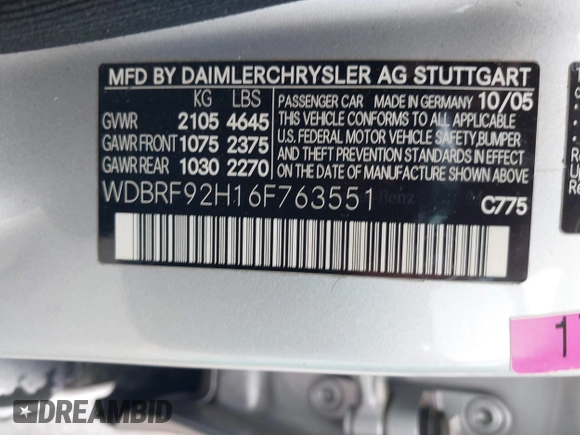 MFD BY DAIMLERCHRYSLER AG STUTTGART
KG LBS
GVWR 2105 4645
GAWR FRONT 1075 2375
GAWR REAR 1030 2270
PASSENGER CAR MADE IN GERMANY 10/05
THIS VEHICLE CONFORMS TO ALL APPLICABLE
U.S. FEDERAL MOTOR VEHICLE SAFETY, BUMPER
AND THEFT PREVENTION STANDARDS IN EFFECT
ON THE DATE OF MANUFACTURE SHOWN ABOVE.
WDBRF92H16F763551
Benz
C775
DREAMBID